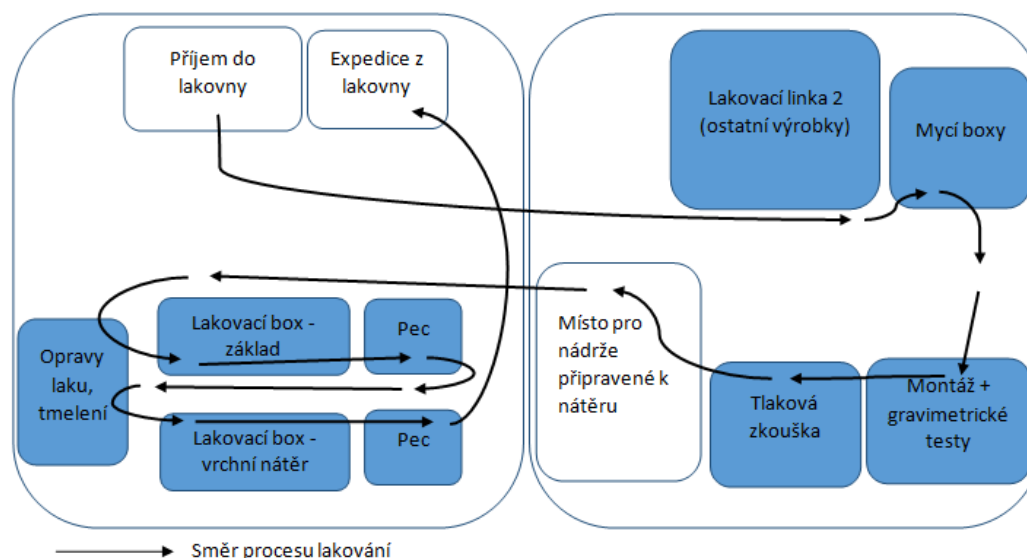 Příjem do
lakovny
Expedice z
lakovny
Lakovací linka 2
(ostatní výrobky)
Mycí boxy
Opravy
laku,
tmelení
Lakovací box -
základ
Pec
Lakovací box -
vrchní nátěr
Pec
Místo pro
nádrže
připravené k
nátěru
Tlaková
zkouška
Montáž +
gravimetrické
testy
Směr procesu lakování